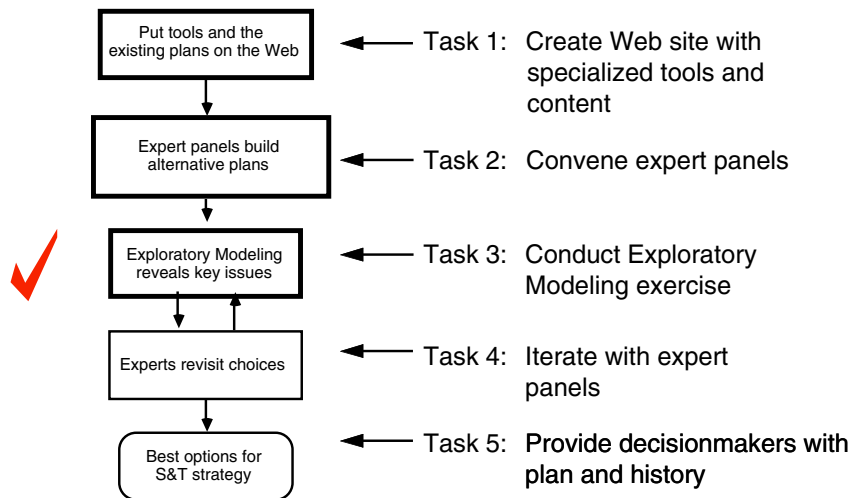 Put tools and the
existing plans on the Web
Task 1: Create Web site with
specialized tools and
content
Expert panels build
alternative plans
Task 2: Convene expert panels
Exploratory Modeling
reveals key issues
Task 3: Conduct Exploratory
Modeling exercise
Experts revisit choices
Task 4: Iterate with expert
panels
Best options for
S&T strategy
Task 5: Provide decisionmakers with
plan and history